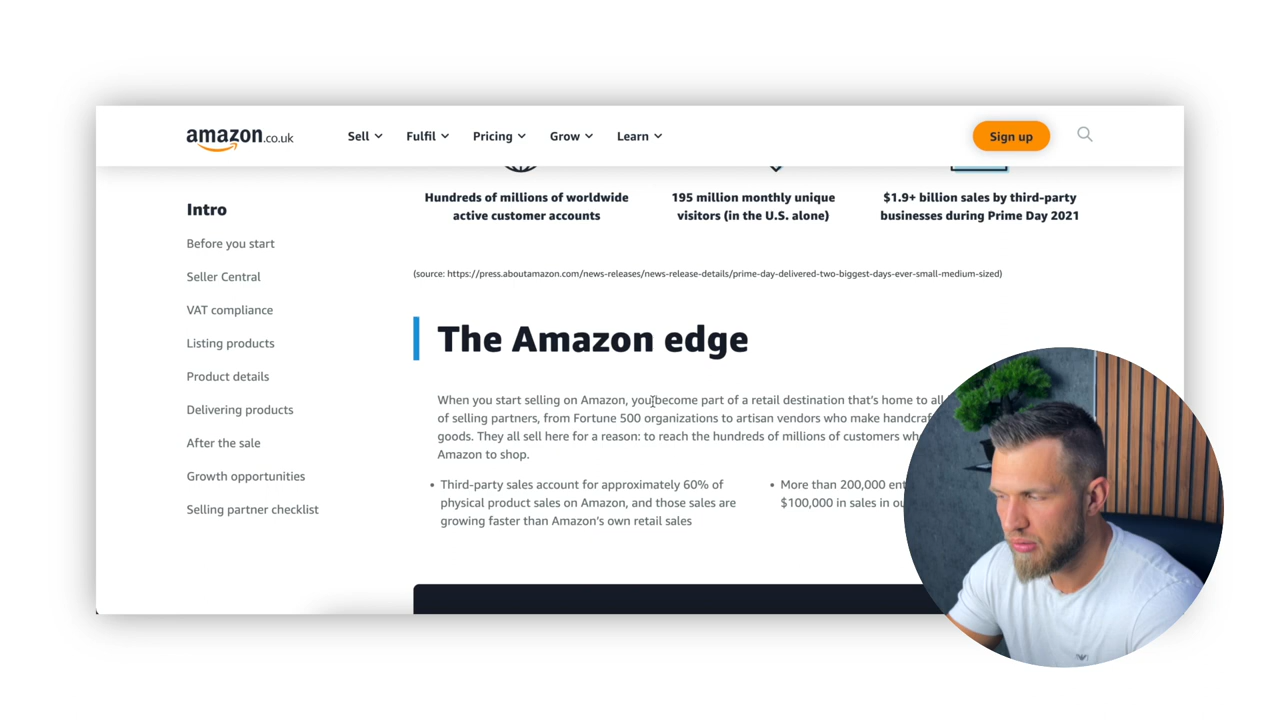 amazon.co.uk
Sell
Fulfil
Pricing
Grow
Learn
Sign up
Intro
Before you start
Seller Central
VAT compliance
Listing products
Product details
Delivering products
After the sale
Growth opportunities
Selling partner checklist
Hundreds of millions of worldwide
active customer accounts
195 million monthly unique
visitors (in the U.S. alone)
$1.9+ billion sales by third-party
businesses during Prime Day 2021
(source: https://press.aboutamazon.com/news-releases/news-release-details/prime-day-delivered-two-biggest-days-ever-small-medium-sized)
The Amazon edge
When you start selling on Amazon, you become part of a retail destination that's home to all
of selling partners, from Fortune 500 organizations to artisan vendors who make
goods. They all sell here for a reason: to reach the hundreds of millions of customers
Amazon to shop.
• Third-party sales account for approximately 60% of
physical product sales on Amazon, and those sales are
growing faster than Amazon's own retail sales
• More than 200,000
$100,000 in sales in